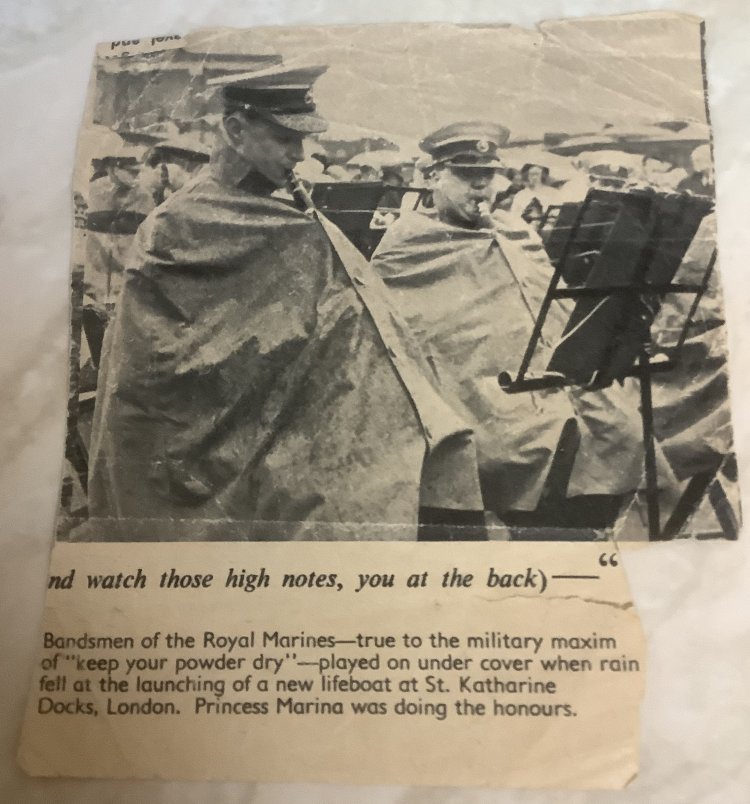 nd watch those high notes, you at the back)—“
Bandsmen of the Royal Marines—true to the military maxim
of "keep your powder dry"—played on under cover when rain
fell at the launching of a new lifeboat at St. Katharine
Docks, London. Princess Marina was doing the honours.